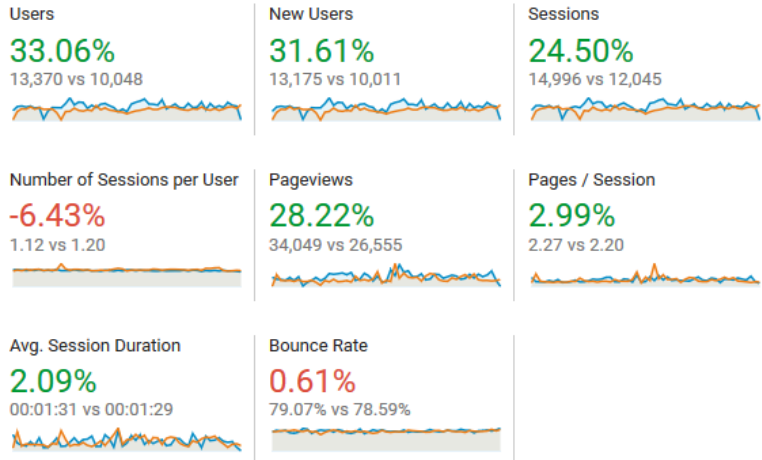 Users
33.06%
13,370 vs 10,048
New Users
31.61%
13,175 vs 10,011
Sessions
24.50%
14,996 vs 12,045
Number of Sessions per User
-6.43%
1.12 vs 1.20
Pageviews
28.22%
34,049 vs 26,555
Pages / Session
2.99%
2.27 vs 2.20
Avg. Session Duration
2.09%
00:01:31 vs 00:01:29
Bounce Rate
0.61%
79.07% vs 78.59%